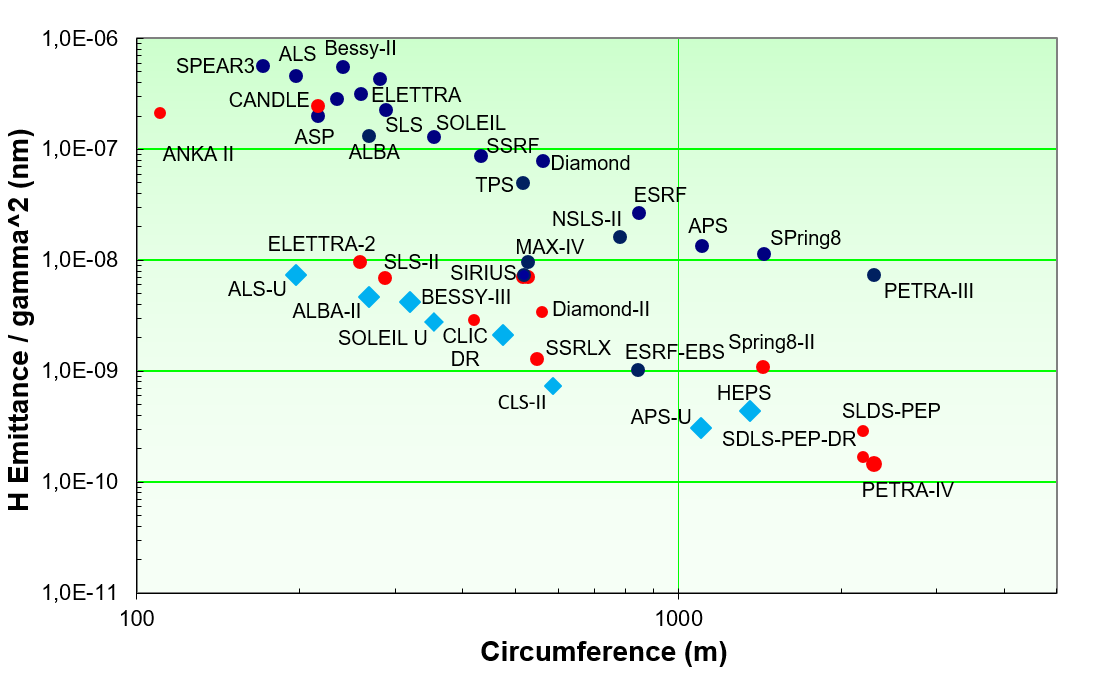 1,0E-06
Bessy-II
ALS
SPEAR3
CANDLE
ELETTRA
SLS
SOLEIL
ASP
1,0E-07
ANKA II
ALBA
SSRF
Diamond
TPS
ESRF
NSLS-II
APS
SPring8
ELETTRA-2
MAX-IV
1,0E-08
SLS-II
SIRIUS
ALS-U
BESSY-III
PETRA-III
ALBA-II
Diamond-II
SOLEIL U
CLIC
DR
SSRLX
ESRF-EBS
Spring8-II
1,0E-09
CLS-II
HEPS
APS-U
SLDS-PEP
SDLS-PEP-DR
1,0E-10
PETRA-IV
1,0E-11
100
1000
Circumference (m)
H Emittance / gamma^2 (nm)